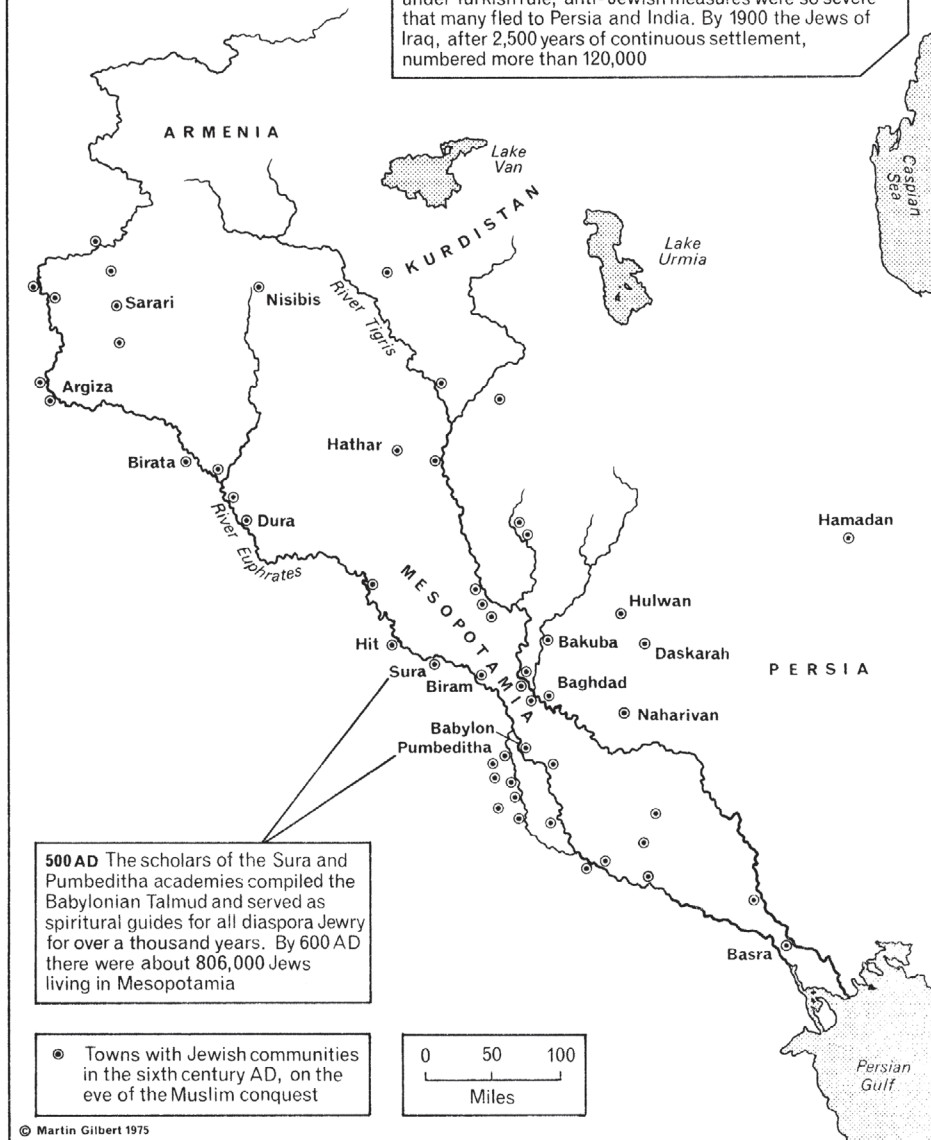 under Turkish rule, anti-Jewish measures were so severe
that many fled to Persia and India. By 1900 the Jews of
Iraq, after 2,500 years of continuous settlement,
numbered more than 120,000
ARMENIA
Lake
Van
Caspian
Sea
KURDISTAN
Lake
Urmia
Sarari
Nisibis
River Tigris
Argiza
Hathar
Birata
Dura
River Euphrates
Hamadan
MESOPOTAMIA
Hulwan
Hit
Bakuba
Daskarah
Sura
Biram
Baghdad
PERSIA
Naharivan
Babylon
Pumbeditha
500 AD The scholars of the Sura and
Pumbeditha academies compiled the
Babylonian Talmud and served as
spiritural guides for all diaspora Jewry
for over a thousand years. By 600 AD
there were about 806,000 Jews
living in Mesopotamia
Basra
Towns with Jewish communities
in the sixth century AD, on the
eve of the Muslim conquest
0 50 100
Miles
Persian
Gulf
© Martin Gilbert 1975